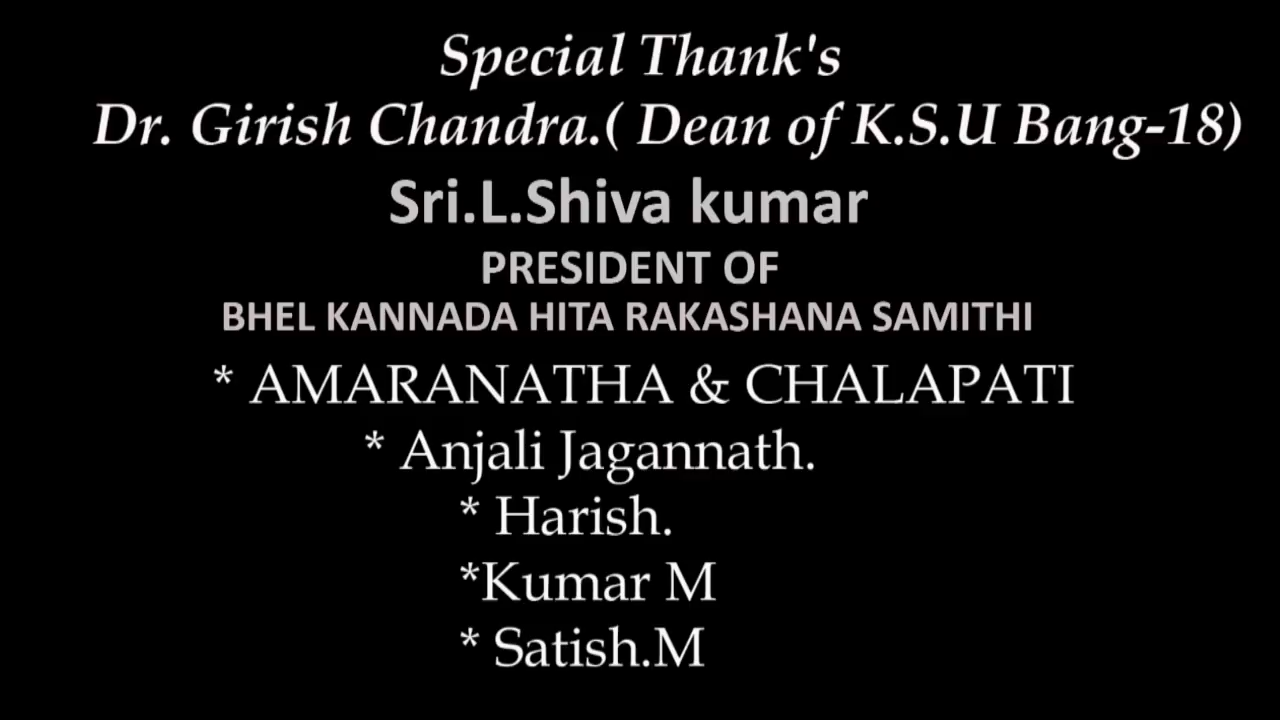 Special Thank's
Dr. Girish Chandra.( Dean of K.S.U Bang-18)
Sri.L.Shiva kumar
PRESIDENT OF
BHEL KANNADA HITA RAKASHANA SAMITHI
* AMARANATHA & CHALAPATI
* Anjali Jagannath.
* Harish.
*Kumar M
* Satish.M